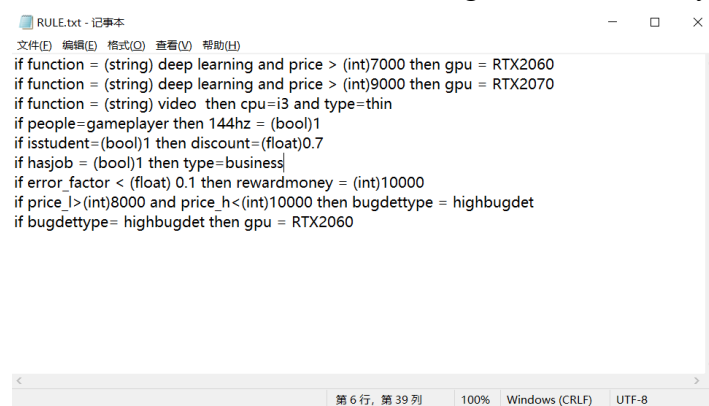 RULE.txt - 记事本
文件(F) 编辑(E) 格式(O) 查看(V) 帮助(H)
if function = (string) deep learning and price > (int)7000 then gpu = RTX2060
if function = (string) deep learning and price > (int)9000 then gpu = RTX2070
if function = (string) video  then cpu=i3 and type=thin
if people=gameplayer then 144hz = (bool)1
if isstudent=(bool)1 then discount=(float)0.7
if hasjob = (bool)1 then type=business
if error_factor < (float) 0.1 then rewardmoney = (int)10000
if price_l>(int)8000 and price_h<(int)10000 then bugdettype = highbugdet
if bugdettype= highbugdet then gpu = RTX2060
第 6 行，第 39 列 100% Windows (CRLF) UTF-8